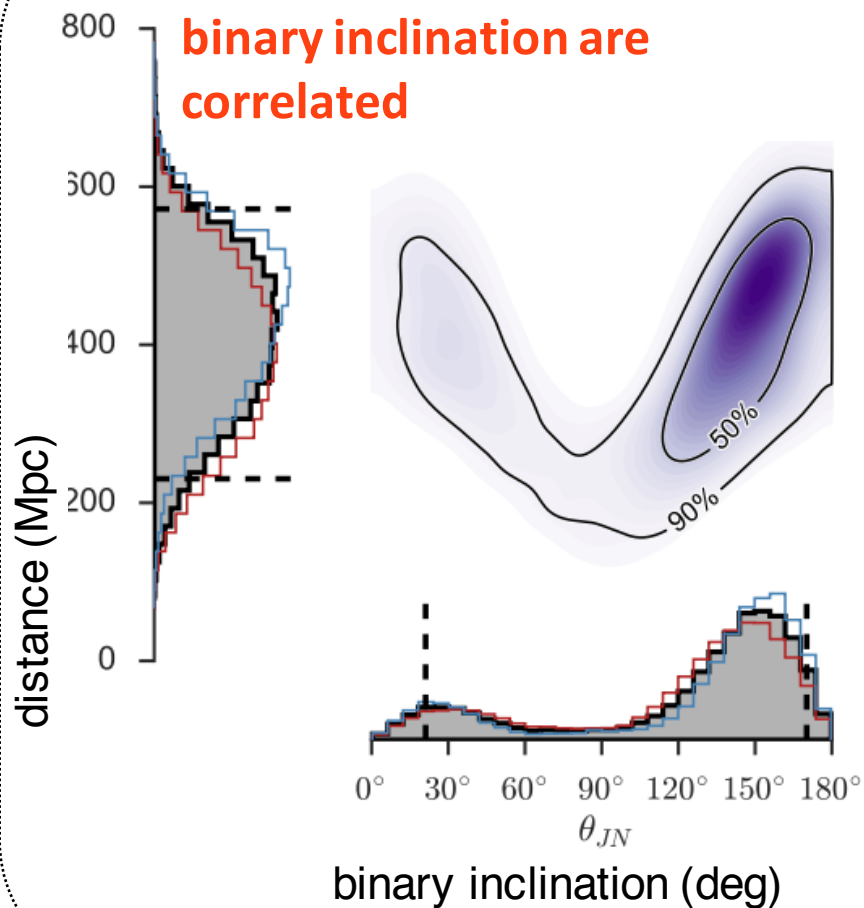 binary inclination are
correlated
800
600
400
200
0
distance (Mpc)
50%
90%
0° 30° 60° 90° 120° 150° 180°
θ_JN
binary inclination (deg)